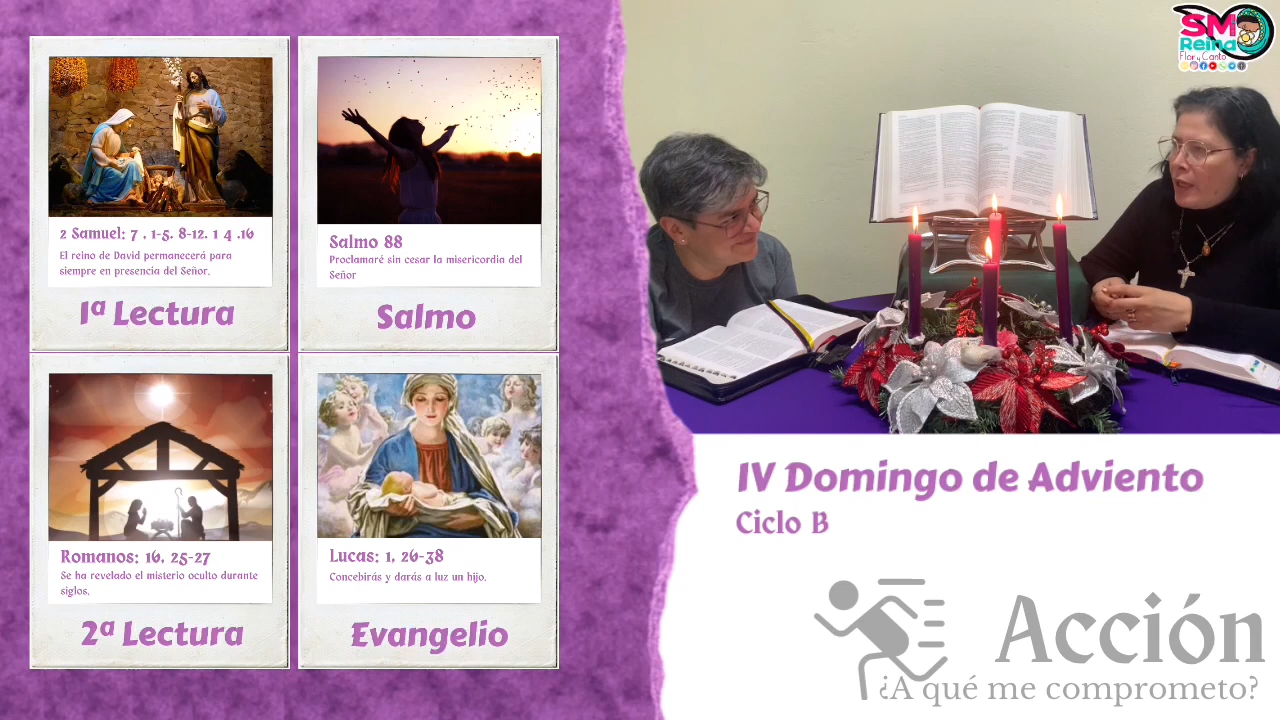 2 Samuel: 7 , 1-5. 8-12. 1 4 .16
El reino de David permanecerá para
siempre en presencia del Señor.
1ª Lectura
Salmo 88
Proclamaré sin cesar la misericordia del
Señor
Salmo
Romanos: 16, 25-27
Se ha revelado el misterio oculto durante
siglos.
2ª Lectura
Lucas: 1, 26-38
Concebirás y darás a luz un hijo.
Evangelio
SM
Reina
Flor y Canto
IV Domingo de Adviento
Ciclo B
Acción
¿A qué me comprometo?